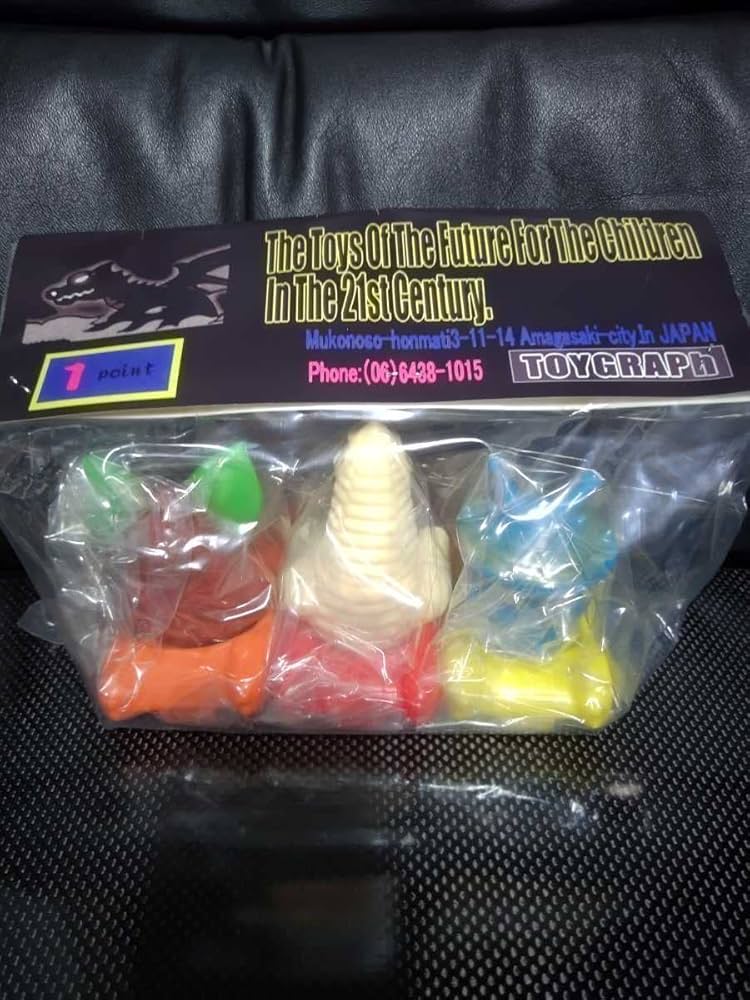 The Toys Of The Future For The Children
In The 21st Century.
Mukonoso-honmati3-11-14 Amagasaki-city.In JAPAN
1 point
Phone:(06)-6438-1015
TOYGRAPH